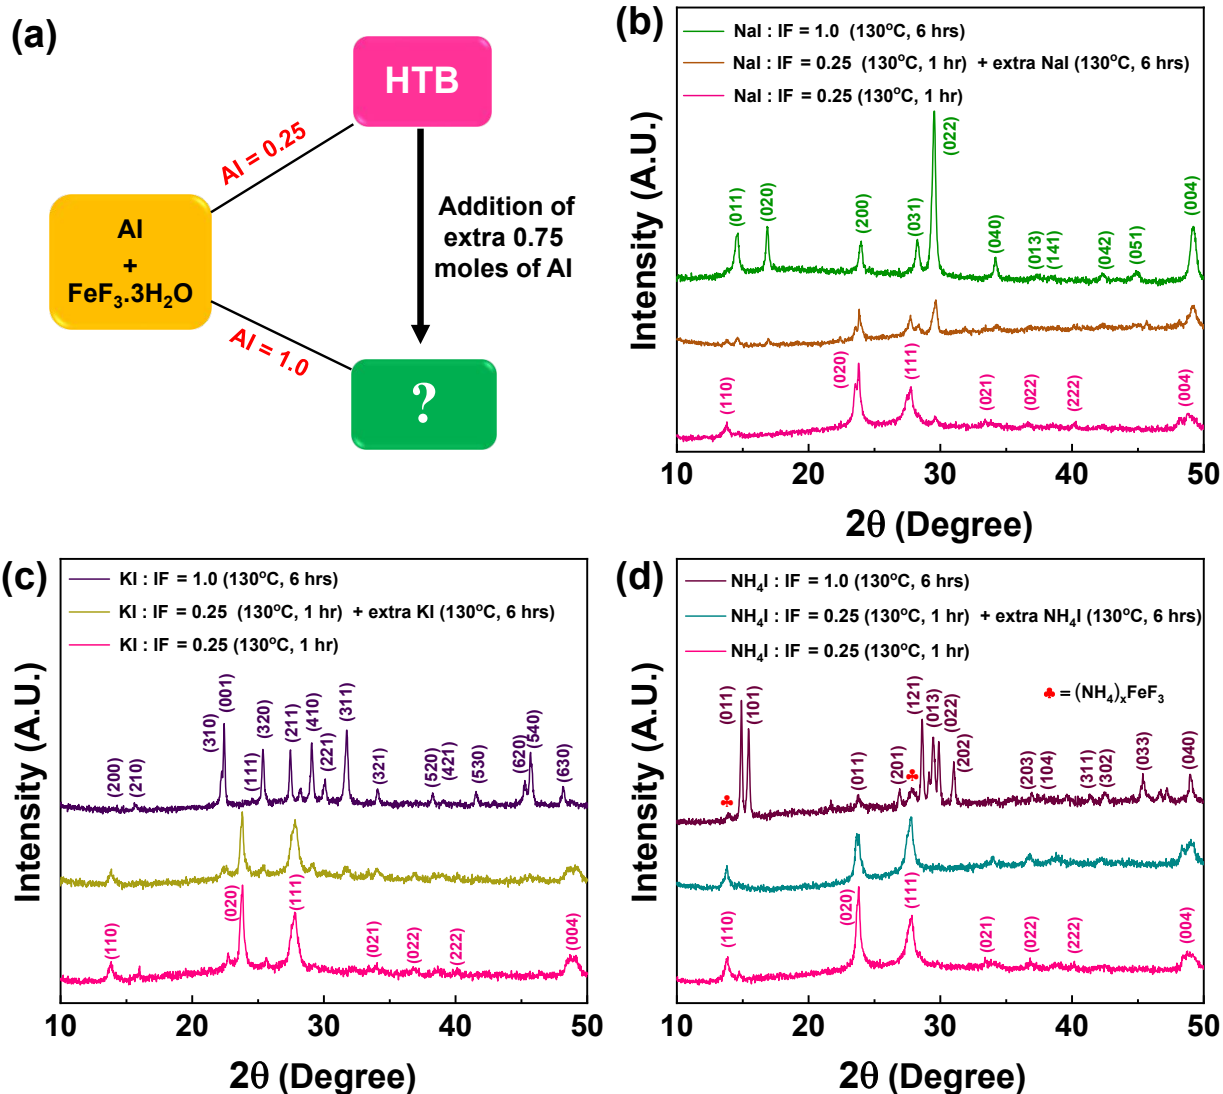 (a)
HTB
AI = 0.25
AI
+
FeF₃.3H₂O
Addition of
extra 0.75
moles of AI
AI = 1.0
?
(b)
NaI : IF = 1.0 (130°C, 6 hrs)
NaI : IF = 0.25 (130°C, 1 hr) + extra NaI (130°C, 6 hrs)
NaI : IF = 0.25 (130°C, 1 hr)
Intensity (A.U.)
(011)
(020)
(200)
(031)
(022)
(040)
(013)
(141)
(042)
(051)
(004)
(110)
(020)
(111)
(021)
(022)
(222)
(004)
10 20 30 40 50
2θ (Degree)
(c)
KI : IF = 1.0 (130°C, 6 hrs)
KI : IF = 0.25 (130°C, 1 hr) + extra KI (130°C, 6 hrs)
KI : IF = 0.25 (130°C, 1 hr)
Intensity (A.U.)
(200)
(210)
(310)
(001)
(111)
(320)
(211)
(410)
(221)
(311)
(321)
(520)
(421)
(530)
(620)
(540)
(630)
(110)
(020)
(111)
(021)
(022)
(222)
(004)
10 20 30 40 50
2θ (Degree)
(d)
NH₄I : IF = 1.0 (130°C, 6 hrs)
NH₄I : IF = 0.25 (130°C, 1 hr) + extra NH₄I (130°C, 6 hrs)
NH₄I : IF = 0.25 (130°C, 1 hr)
♣ = (NH₄)ₓFeF₃
Intensity (A.U.)
(011)
(101)
(011)
(201)
(121)
(013)
(022)
(202)
(203)
(104)
(311)
(302)
(033)
(040)
(110)
(020)
(111)
(021)
(022)
(222)
(004)
10 20 30 40 50
2θ (Degree)